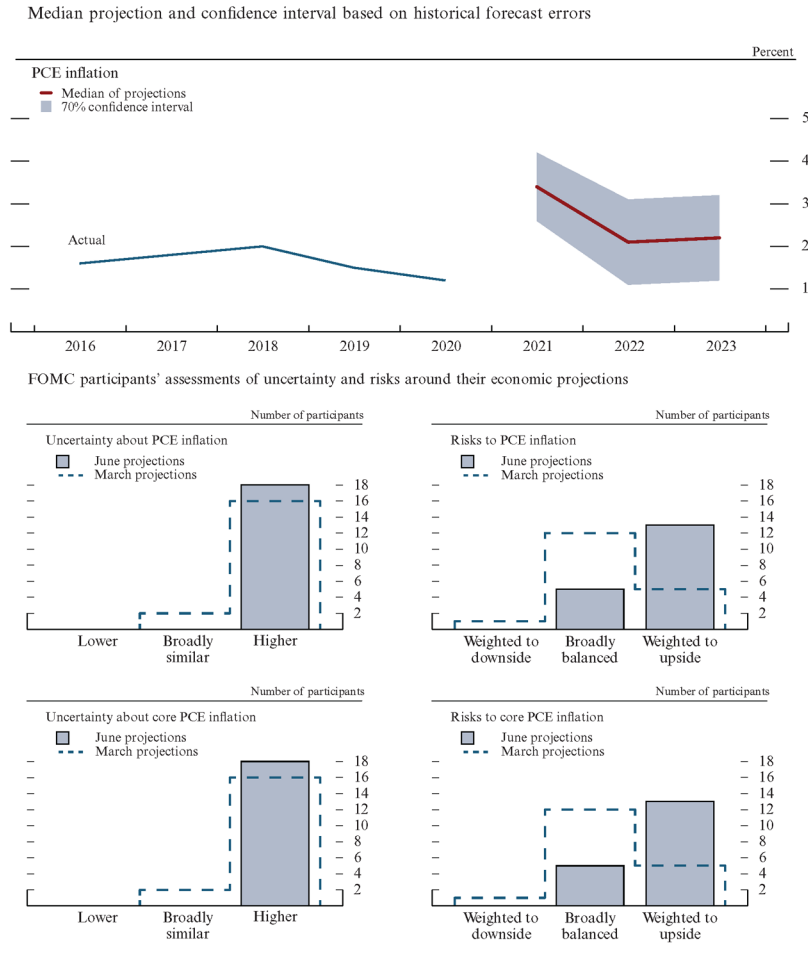 Median projection and confidence interval based on historical forecast errors
Percent
PCE inflation
Median of projections
70% confidence interval
5
4
3
Actual
2
1
2016 2017 2018 2019 2020 2021 2022 2023
FOMC participants’ assessments of uncertainty and risks around their economic projections
Number of participants
Uncertainty about PCE inflation
June projections
March projections
18
16
14
12
10
8
6
4
2
Lower Broadly similar Higher
Number of participants
Risks to PCE inflation
June projections
March projections
18
16
14
12
10
8
6
4
2
Weighted to downside Broadly balanced Weighted to upside
Number of participants
Uncertainty about core PCE inflation
June projections
March projections
18
16
14
12
10
8
6
4
2
Lower Broadly similar Higher
Number of participants
Risks to core PCE inflation
June projections
March projections
18
16
14
12
10
8
6
4
2
Weighted to downside Broadly balanced Weighted to upside